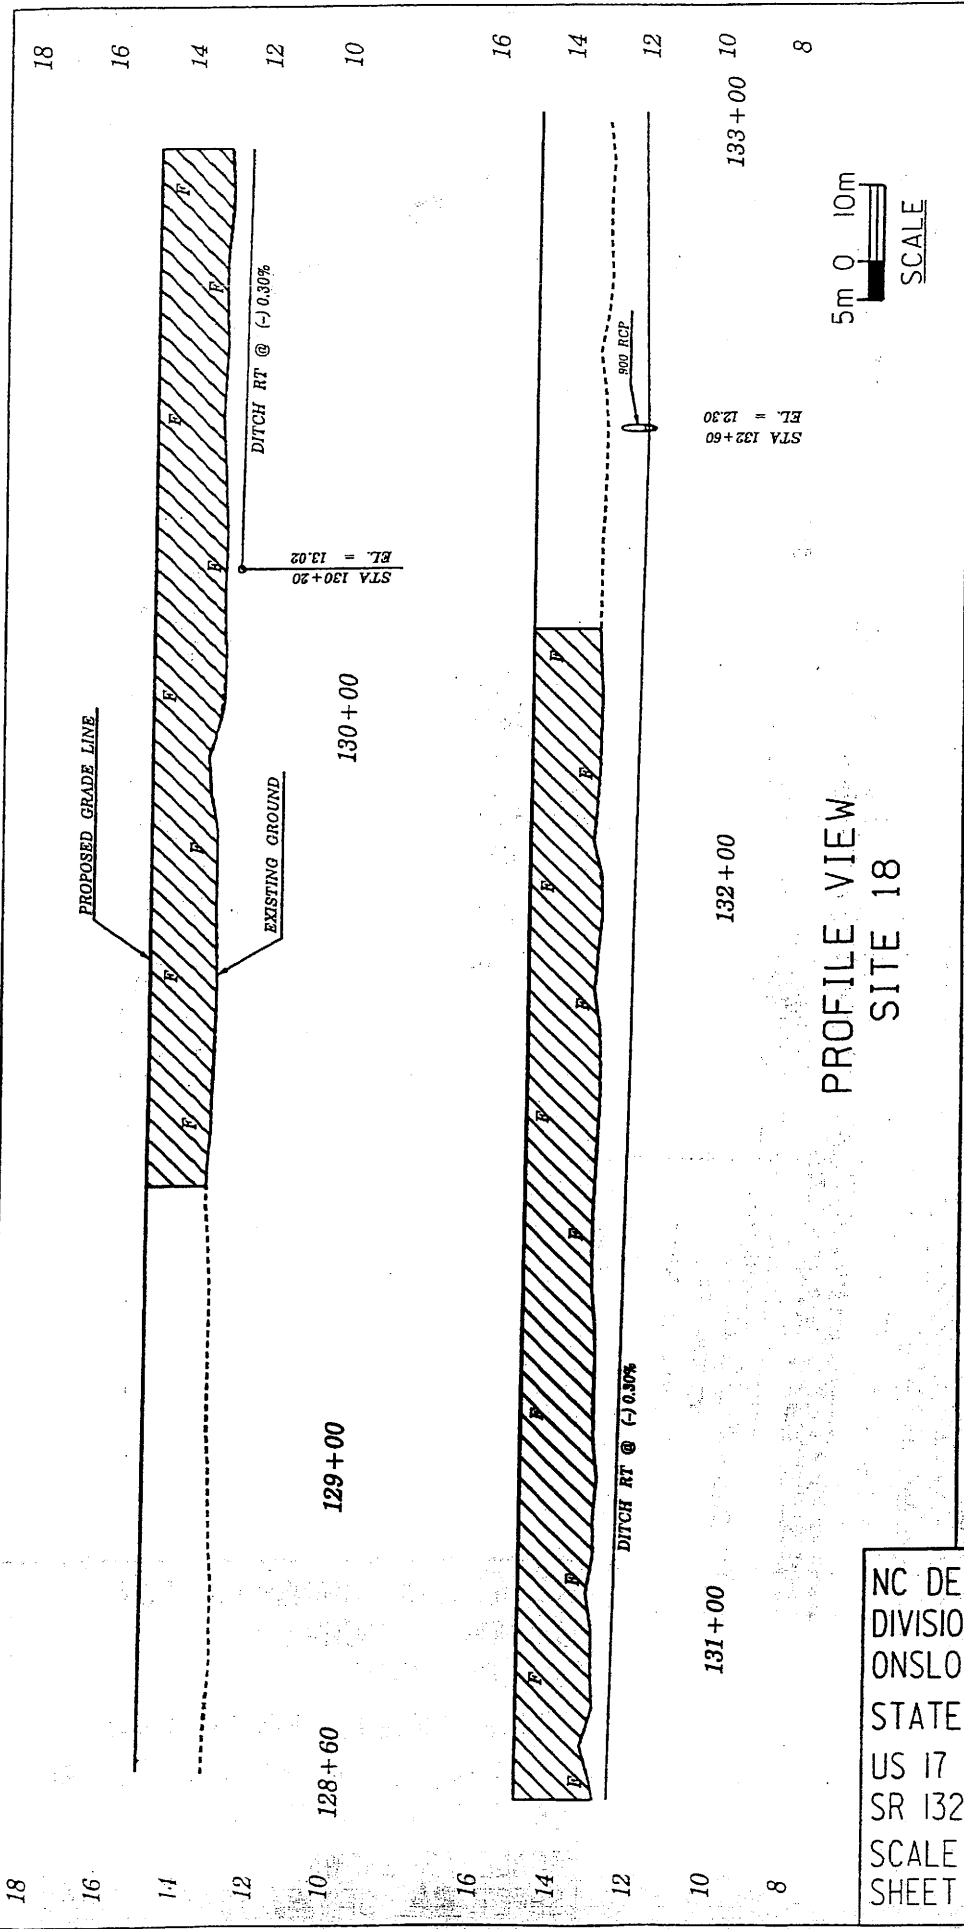 18
16
14
12
10
PROPOSED GRADE LINE
EXISTING GROUND
F
F
F
F
F
F
F
F
F
DITCH RT @ (-) 0.30%
STA 130+20
EL. = 13.02
128+60
129+00
130+00
18
16
14
12
10
16
14
12
10
8
F
F
F
F
F
F
F
F
F
F
F
DITCH RT @ (-) 0.30%
900 RCP
STA 132+60
EL. = 12.30
131+00
132+00
133+00
16
14
12
10
8
PROFILE VIEW
SITE 18
5m 0 10m
SCALE
NC DE
DIVISIO
ONSLO
STATE
US 17
SR 132
SCALE
SHEET